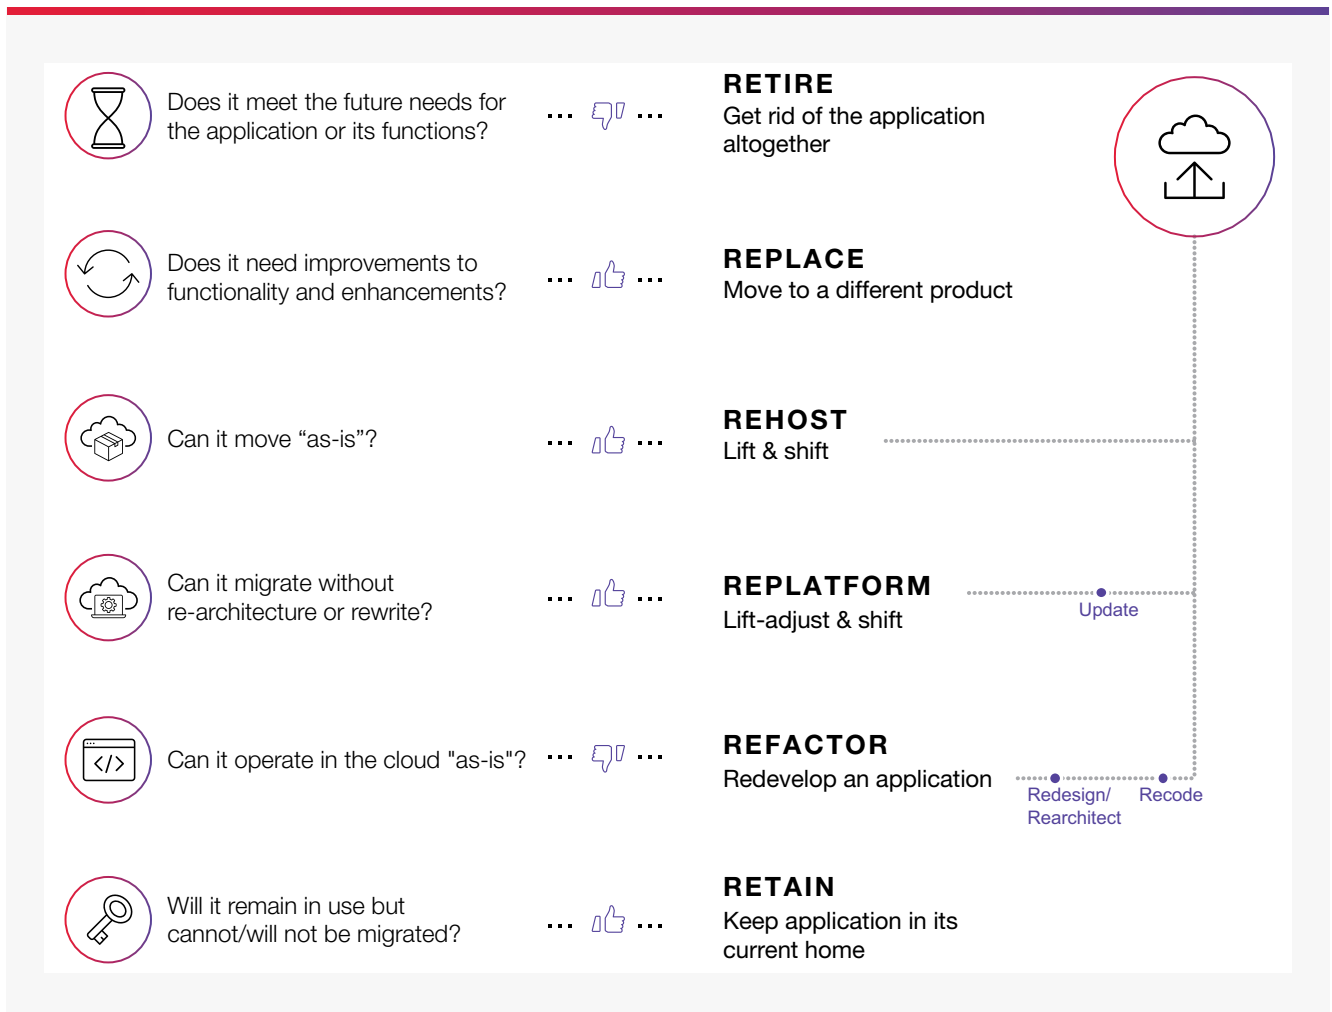 Does it meet the future needs for
the application or its functions?
RETIRE
Get rid of the application
altogether
Does it need improvements to
functionality and enhancements?
REPLACE
Move to a different product
Can it move “as-is”?
REHOST
Lift & shift
Can it migrate without
re-architecture or rewrite?
REPLATFORM
Lift-adjust & shift
Update
Can it operate in the cloud "as-is"?
REFACTOR
Redevelop an application
Redesign/
Rearchitect
Recode
Will it remain in use but
cannot/will not be migrated?
RETAIN
Keep application in its
current home